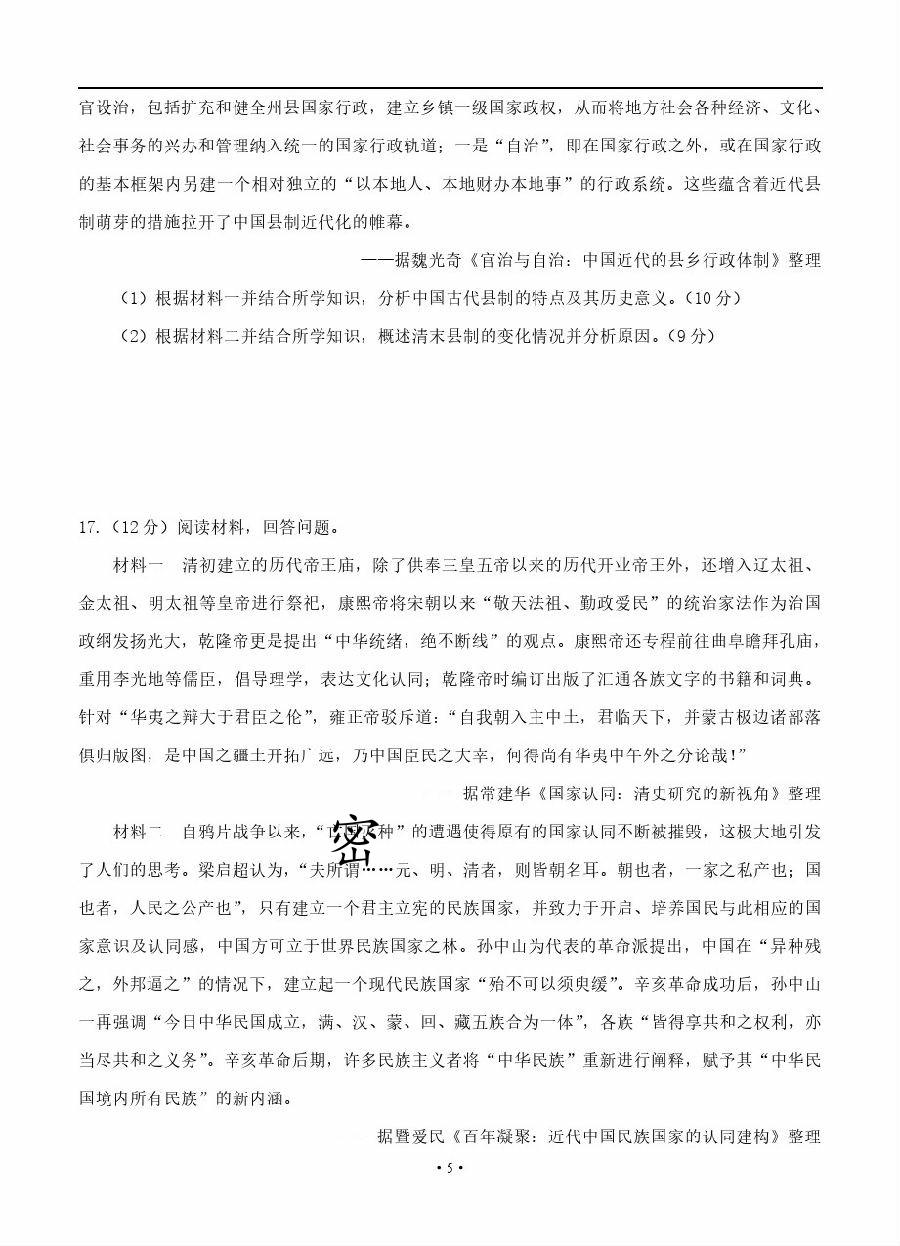 官设治，包括扩充和健全州县国家行政，建立乡镇一级国家政权，从而将地方社会各种经济、文化、
社会事务的兴办和管理纳入统一的国家行政轨道；一是“自治”，即在国家行政之外，或在国家行政
的基本框架内另建一个相对独立的“以本地人、本地财办本地事”的行政系统。这些蕴含着近代县
制萌芽的措施拉开了中国县制近代化的帷幕。
——据魏光奇《官治与自治：中国近代的县乡行政体制》整理
（1）根据材料一并结合所学知识，分析中国古代县制的特点及其历史意义。（10 分）
（2）根据材料二并结合所学知识，概述清末县制的变化情况并分析原因。（9 分）
17.（12 分）阅读材料，回答问题。
材料一 清初建立的历代帝王庙，除了供奉三皇五帝以来的历代开业帝王外，还增入辽太祖、
金太祖、明太祖等皇帝进行祭祀，康熙帝将宋朝以来“敬天法祖、勤政爱民”的统治家法作为治国
政纲发扬光大，乾隆帝更是提出“中华统绪，绝不断线”的观点。康熙帝还专程前往曲阜瞻拜孔庙，
重用李光地等儒臣，倡导理学，表达文化认同；乾隆帝时编订出版了汇通各族文字的书籍和词典。
针对“华夷之辩大于君臣之伦”，雍正帝驳斥道：“自我朝入主中土，君临天下，并蒙古极边诸部落
俱归版图，是中国之疆土开拓广远，乃中国臣民之大幸，何得尚有华夷中午外之分论哉！”
据常建华《国家认同：清史研究的新视角》整理
材料二 自鸦片战争以来，“亡国灭种”的遭遇使得原有的国家认同不断被摧毁，这极大地引发
了人们的思考。梁启超认为，“夫所谓……元、明、清者，则皆朝名耳。朝也者，一家之私产也；国
也者，人民之公产也”，只有建立一个君主立宪的民族国家，并致力于开启、培养国民与此相应的国
家意识及认同感，中国方可立于世界民族国家之林。孙中山为代表的革命派提出，中国在“异种残
之，外邦逼之”的情况下，建立起一个现代民族国家“殆不可以须臾缓”。辛亥革命成功后，孙中山
一再强调“今日中华民国成立，满、汉、蒙、回、藏五族合为一体”，各族“皆得享共和之权利，亦
当尽共和之义务”。辛亥革命后期，许多民族主义者将“中华民族”重新进行阐释，赋予其“中华民
国境内所有民族”的新内涵。
据暨爱民《百年凝聚：近代中国民族国家的认同建构》整理
密
·5·